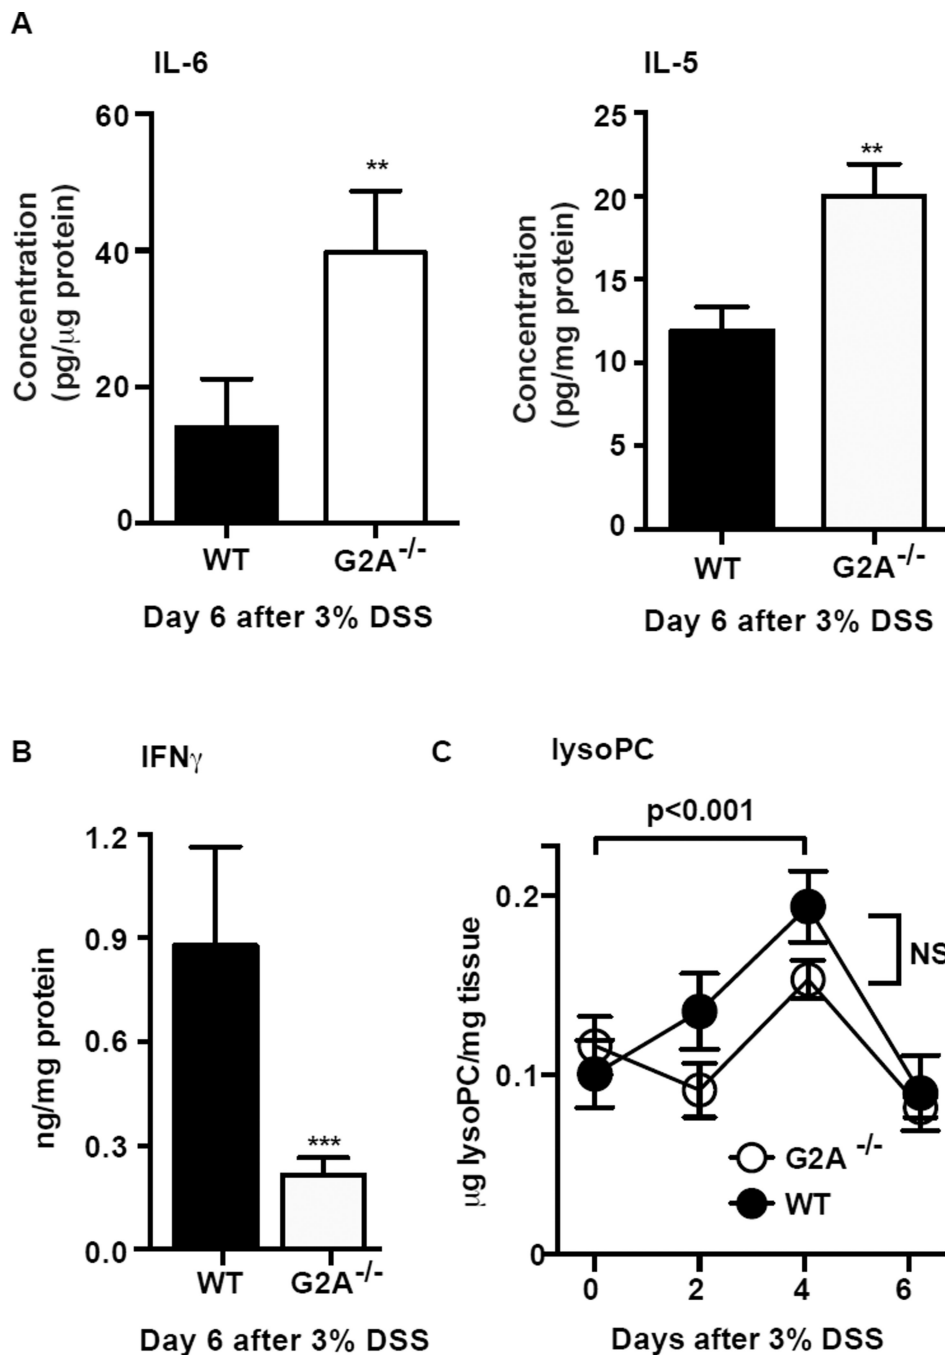 A
IL-6
60
40
20
0
Concentration
(pg/μg protein)
**
WT
G2A-/-
Day 6 after 3% DSS
IL-5
25
20
15
10
5
0
Concentration
(pg/mg protein)
**
WT
G2A-/-
Day 6 after 3% DSS
B
IFNγ
1.2
0.9
0.6
0.3
0.0
ng/mg protein
***
WT
G2A-/-
Day 6 after 3% DSS
C
lysoPC
p<0.001
0.2
0.1
0
μg lysoPC/mg tissue
NS
G2A -/-
WT
0 2 4 6
Days after 3% DSS